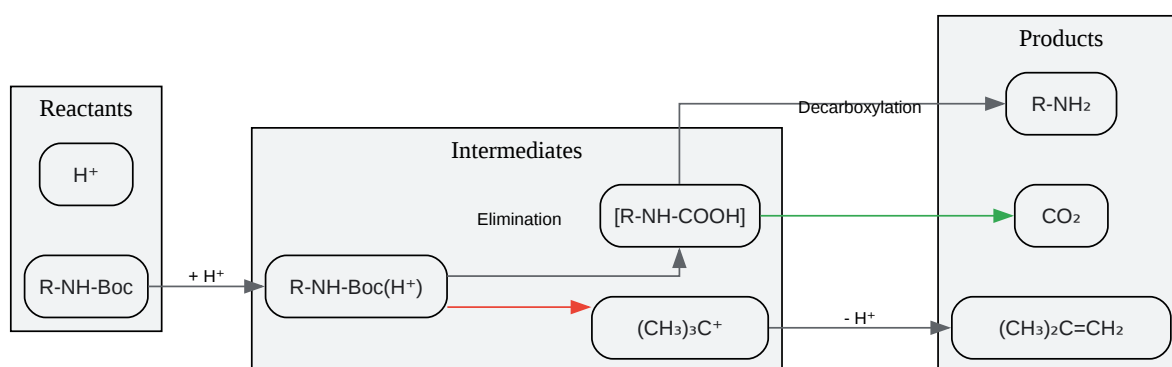 Reactants
H⁺
R-NH-Boc
+ H⁺
Intermediates
R-NH-Boc(H⁺)
Elimination
[R-NH-COOH]
(CH₃)₃C⁺
Decarboxylation
- H⁺
Products
R-NH₂
CO₂
(CH₃)₂C=CH₂